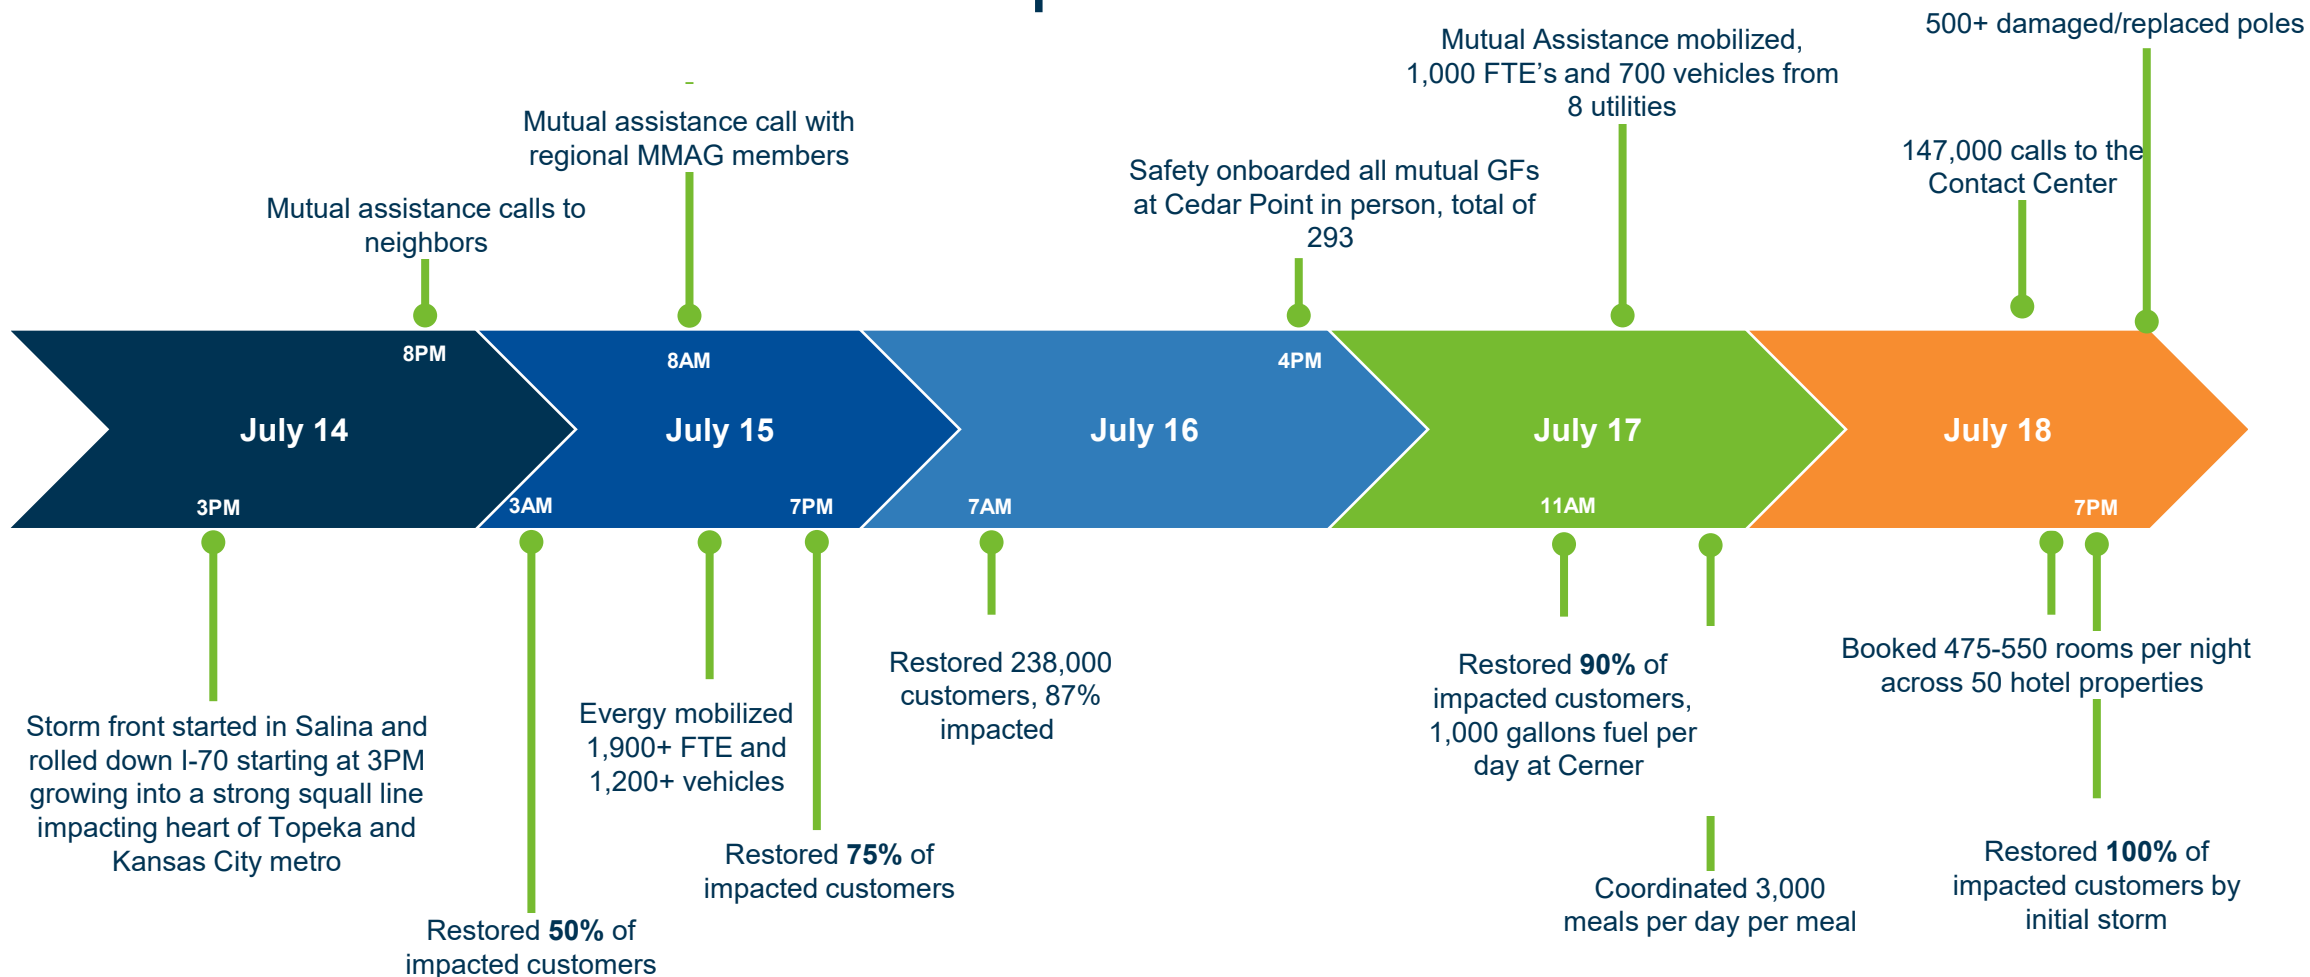 500+ damaged/replaced poles
Mutual Assistance mobilized,
1,000 FTE’s and 700 vehicles from
8 utilities
Mutual assistance call with
regional MMAG members
147,000 calls to the
Contact Center
Safety onboarded all mutual GFs
at Cedar Point in person, total of
293
Mutual assistance calls to
neighbors
8PM
8AM
4PM
July 14
July 15
July 16
July 17
July 18
3PM
3AM
7PM
7AM
11AM
7PM
Storm front started in Salina and
rolled down I-70 starting at 3PM
growing into a strong squall line
impacting heart of Topeka and
Kansas City metro
Restored 50% of
impacted customers
Evergy mobilized
1,900+ FTE and
1,200+ vehicles
Restored 75% of
impacted customers
Restored 238,000
customers, 87%
impacted
Restored 90% of
impacted customers,
1,000 gallons fuel per
day at Cerner
Coordinated 3,000
meals per day per meal
Booked 475-550 rooms per night
across 50 hotel properties
Restored 100% of
impacted customers by
initial storm